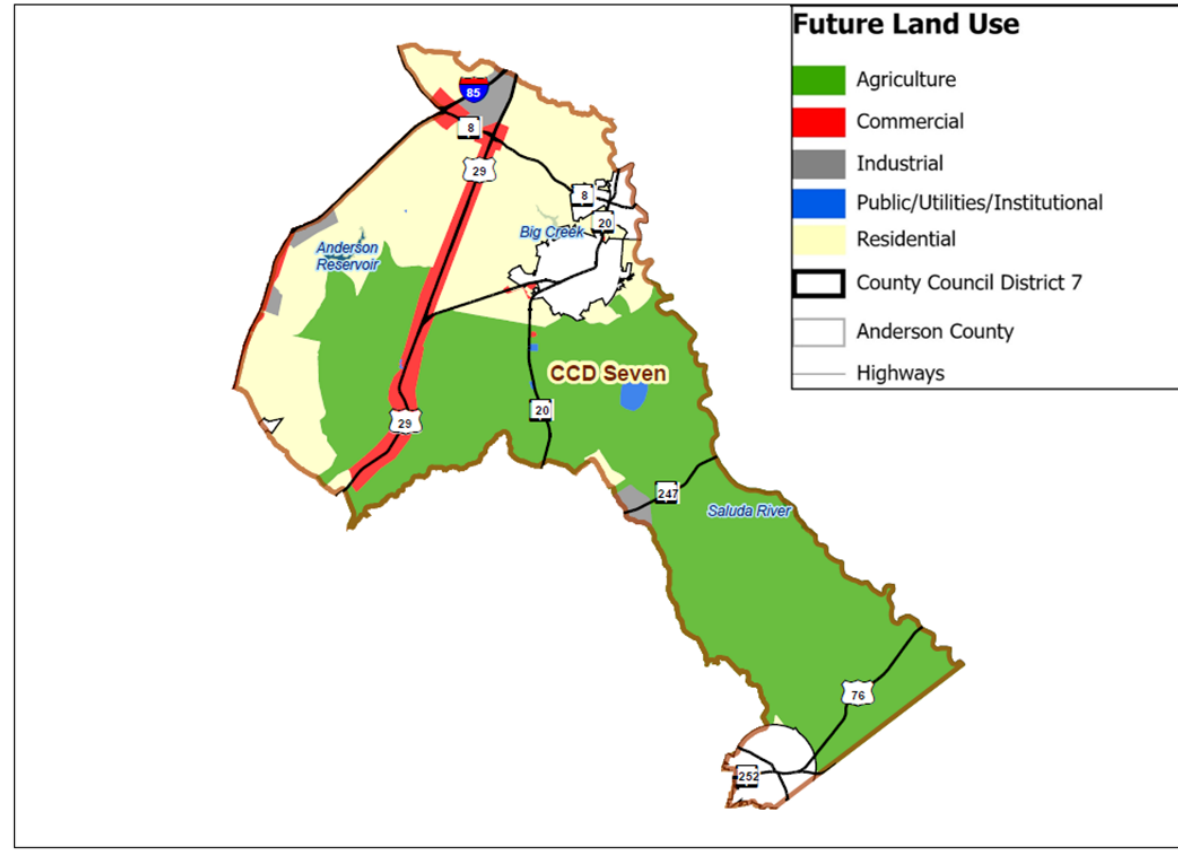 Future Land Use
Agriculture
Commercial
Industrial
Public/Utilities/Institutional
Residential
County Council District 7
Anderson County
Highways
85
8
29
8
20
Big Creek
Anderson
Reservoir
CCD Seven
20
29
247
Saluda River
76
252